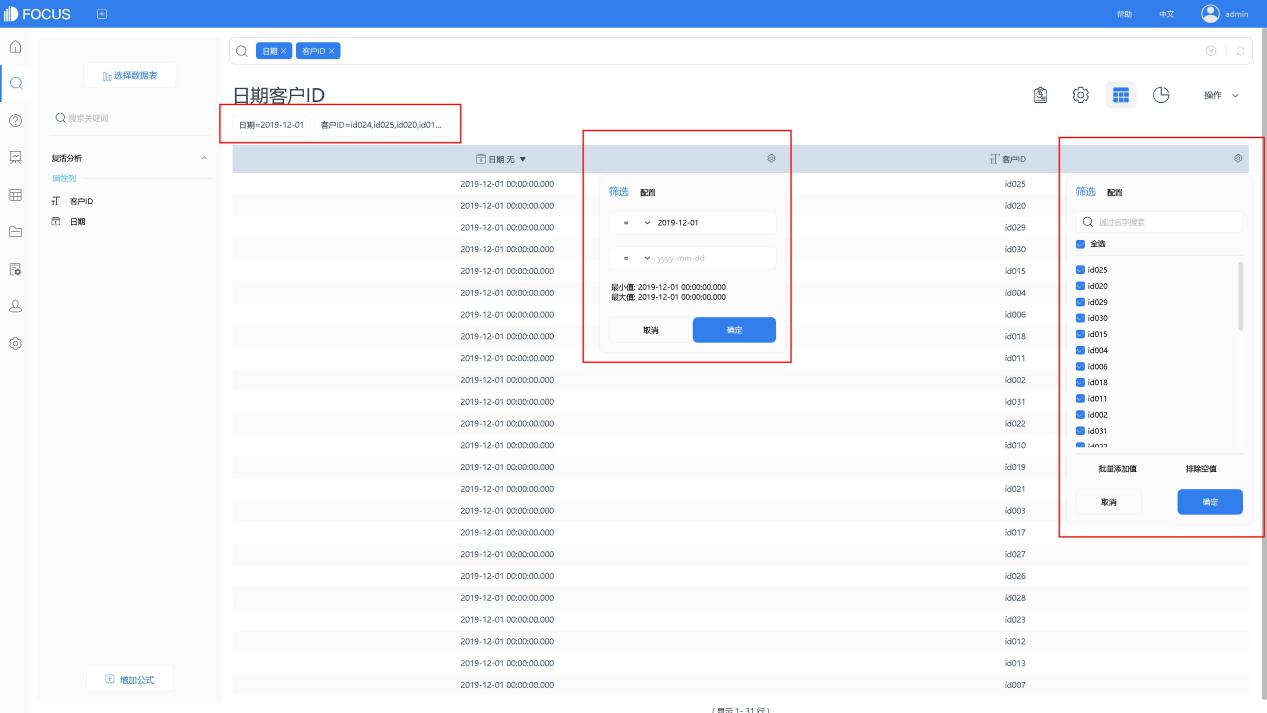 FOCUS
帮助 中文 admin
日期 × 客户ID ×
选择数据表
搜索关键词
复活分析
属性列
客户ID
日期
增加公式
日期客户ID
操作
日期=2019-12-01 客户ID=id024,id025,id020,id01...
日期 无 ▼ 客户ID
2019-12-01 00:00:00.000 id025
2019-12-01 00:00:00.000 id020
2019-12-01 00:00:00.000 id029
2019-12-01 00:00:00.000 id030
2019-12-01 00:00:00.000 id015
2019-12-01 00:00:00.000 id004
2019-12-01 00:00:00.000 id006
2019-12-01 00:00:00.000 id018
2019-12-01 00:00:00.000 id011
2019-12-01 00:00:00.000 id002
2019-12-01 00:00:00.000 id031
2019-12-01 00:00:00.000 id022
2019-12-01 00:00:00.000 id010
2019-12-01 00:00:00.000 id019
2019-12-01 00:00:00.000 id021
2019-12-01 00:00:00.000 id003
2019-12-01 00:00:00.000 id017
2019-12-01 00:00:00.000 id027
2019-12-01 00:00:00.000 id026
2019-12-01 00:00:00.000 id028
2019-12-01 00:00:00.000 id023
2019-12-01 00:00:00.000 id012
2019-12-01 00:00:00.000 id013
2019-12-01 00:00:00.000 id007
(显示 1- 31 行)
筛选 配置
= 2019-12-01
= yyyy-mm-dd
最小值: 2019-12-01 00:00:00.000
最大值: 2019-12-01 00:00:00.000
取消 确定
筛选 配置
通过名字搜索
全选
id025
id020
id029
id030
id015
id004
id006
id018
id011
id002
id031
id022
批量添加值 排除空值
取消 确定